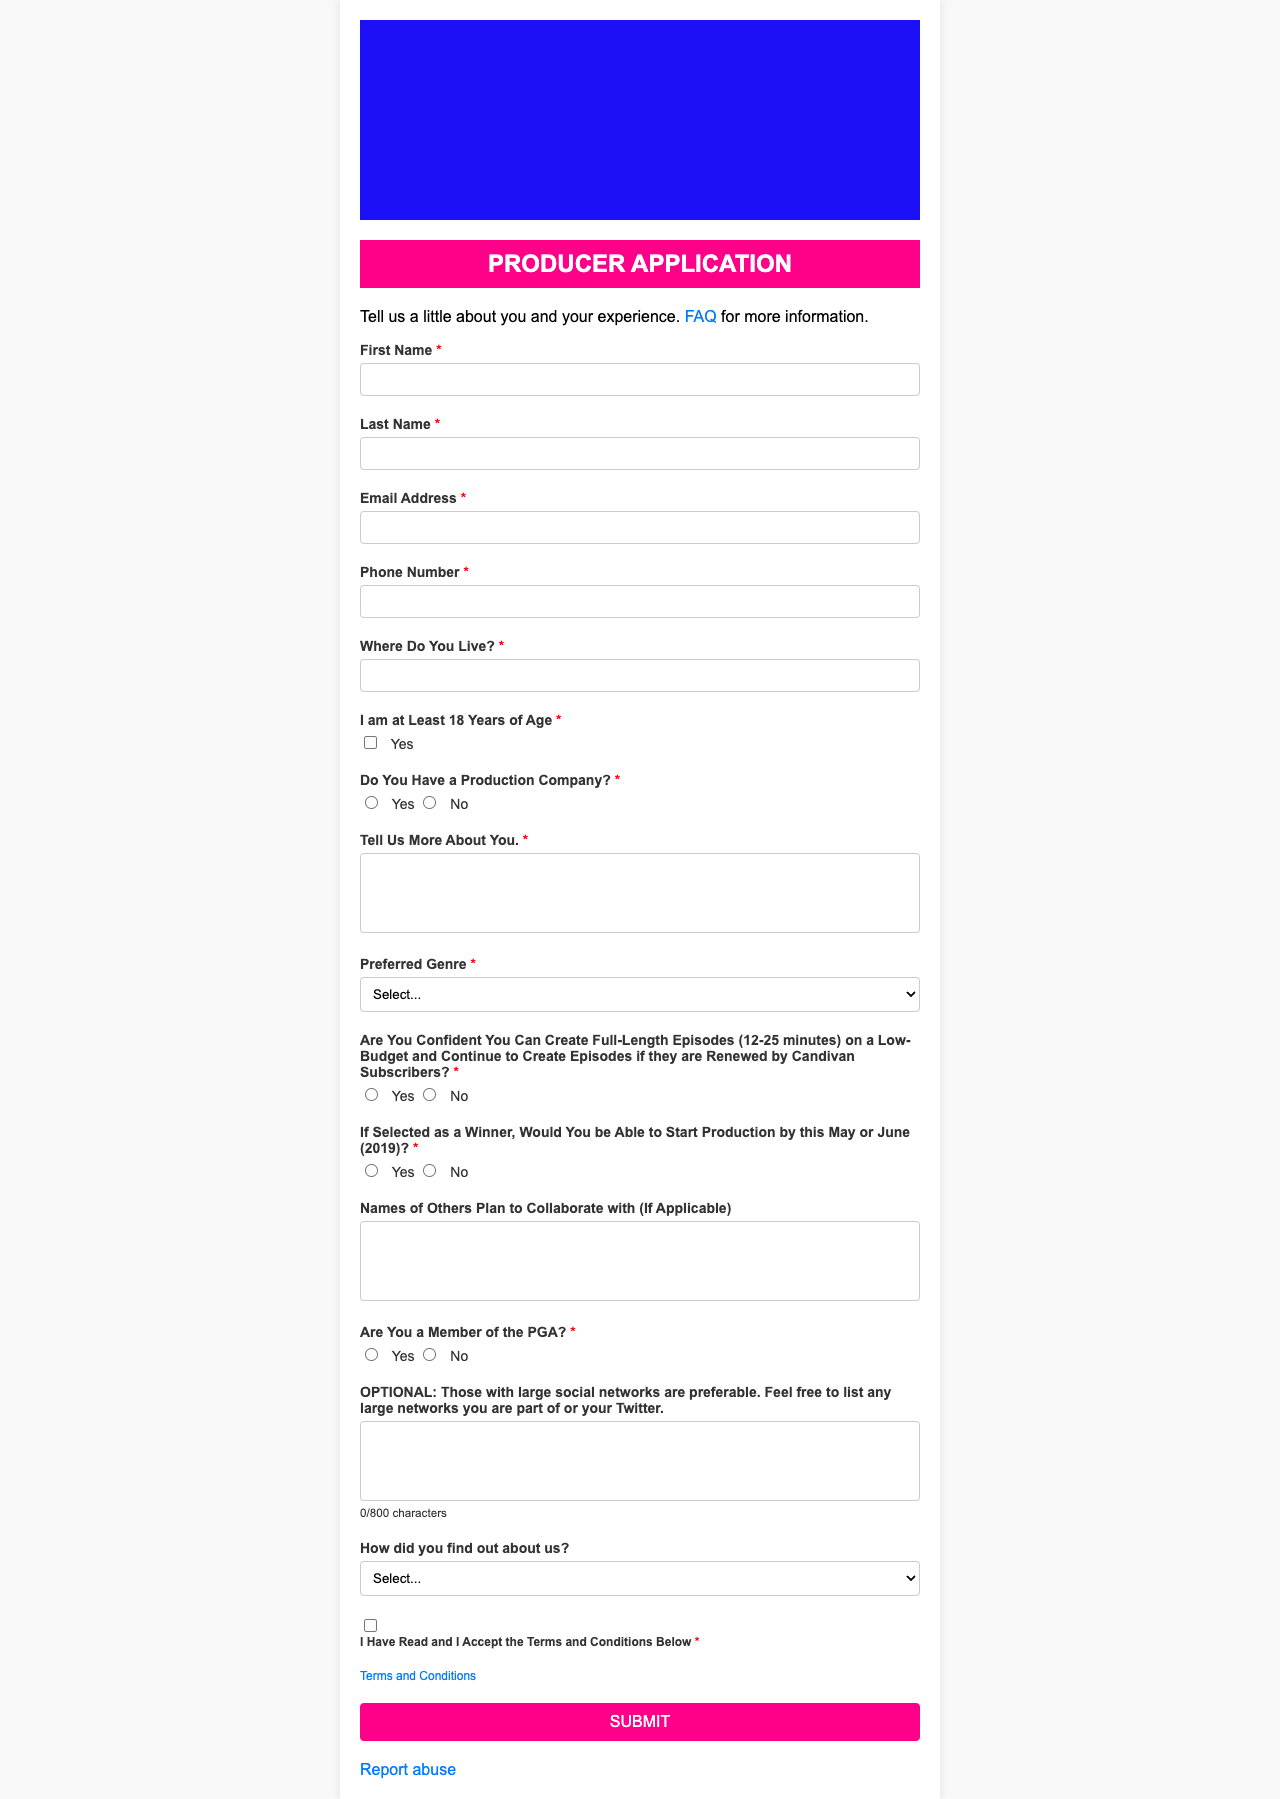 PRODUCER APPLICATION
Tell us a little about you and your experience. FAQ for more information.
First Name *
Last Name *
Email Address *
Phone Number *
Where Do You Live? *
I am at Least 18 Years of Age *
Yes
Do You Have a Production Company? *
Yes No
Tell Us More About You. *
Preferred Genre *
Select...
Are You Confident You Can Create Full-Length Episodes (12-25 minutes) on a Low-
Budget and Continue to Create Episodes if they are Renewed by Candivan
Subscribers? *
Yes No
If Selected as a Winner, Would You be Able to Start Production by this May or June
(2019)? *
Yes No
Names of Others Plan to Collaborate with (If Applicable)
Are You a Member of the PGA? *
Yes No
OPTIONAL: Those with large social networks are preferable. Feel free to list any
large networks you are part of or your Twitter.
0/800 characters
How did you find out about us?
Select...
I Have Read and I Accept the Terms and Conditions Below *
Terms and Conditions
SUBMIT
Report abuse